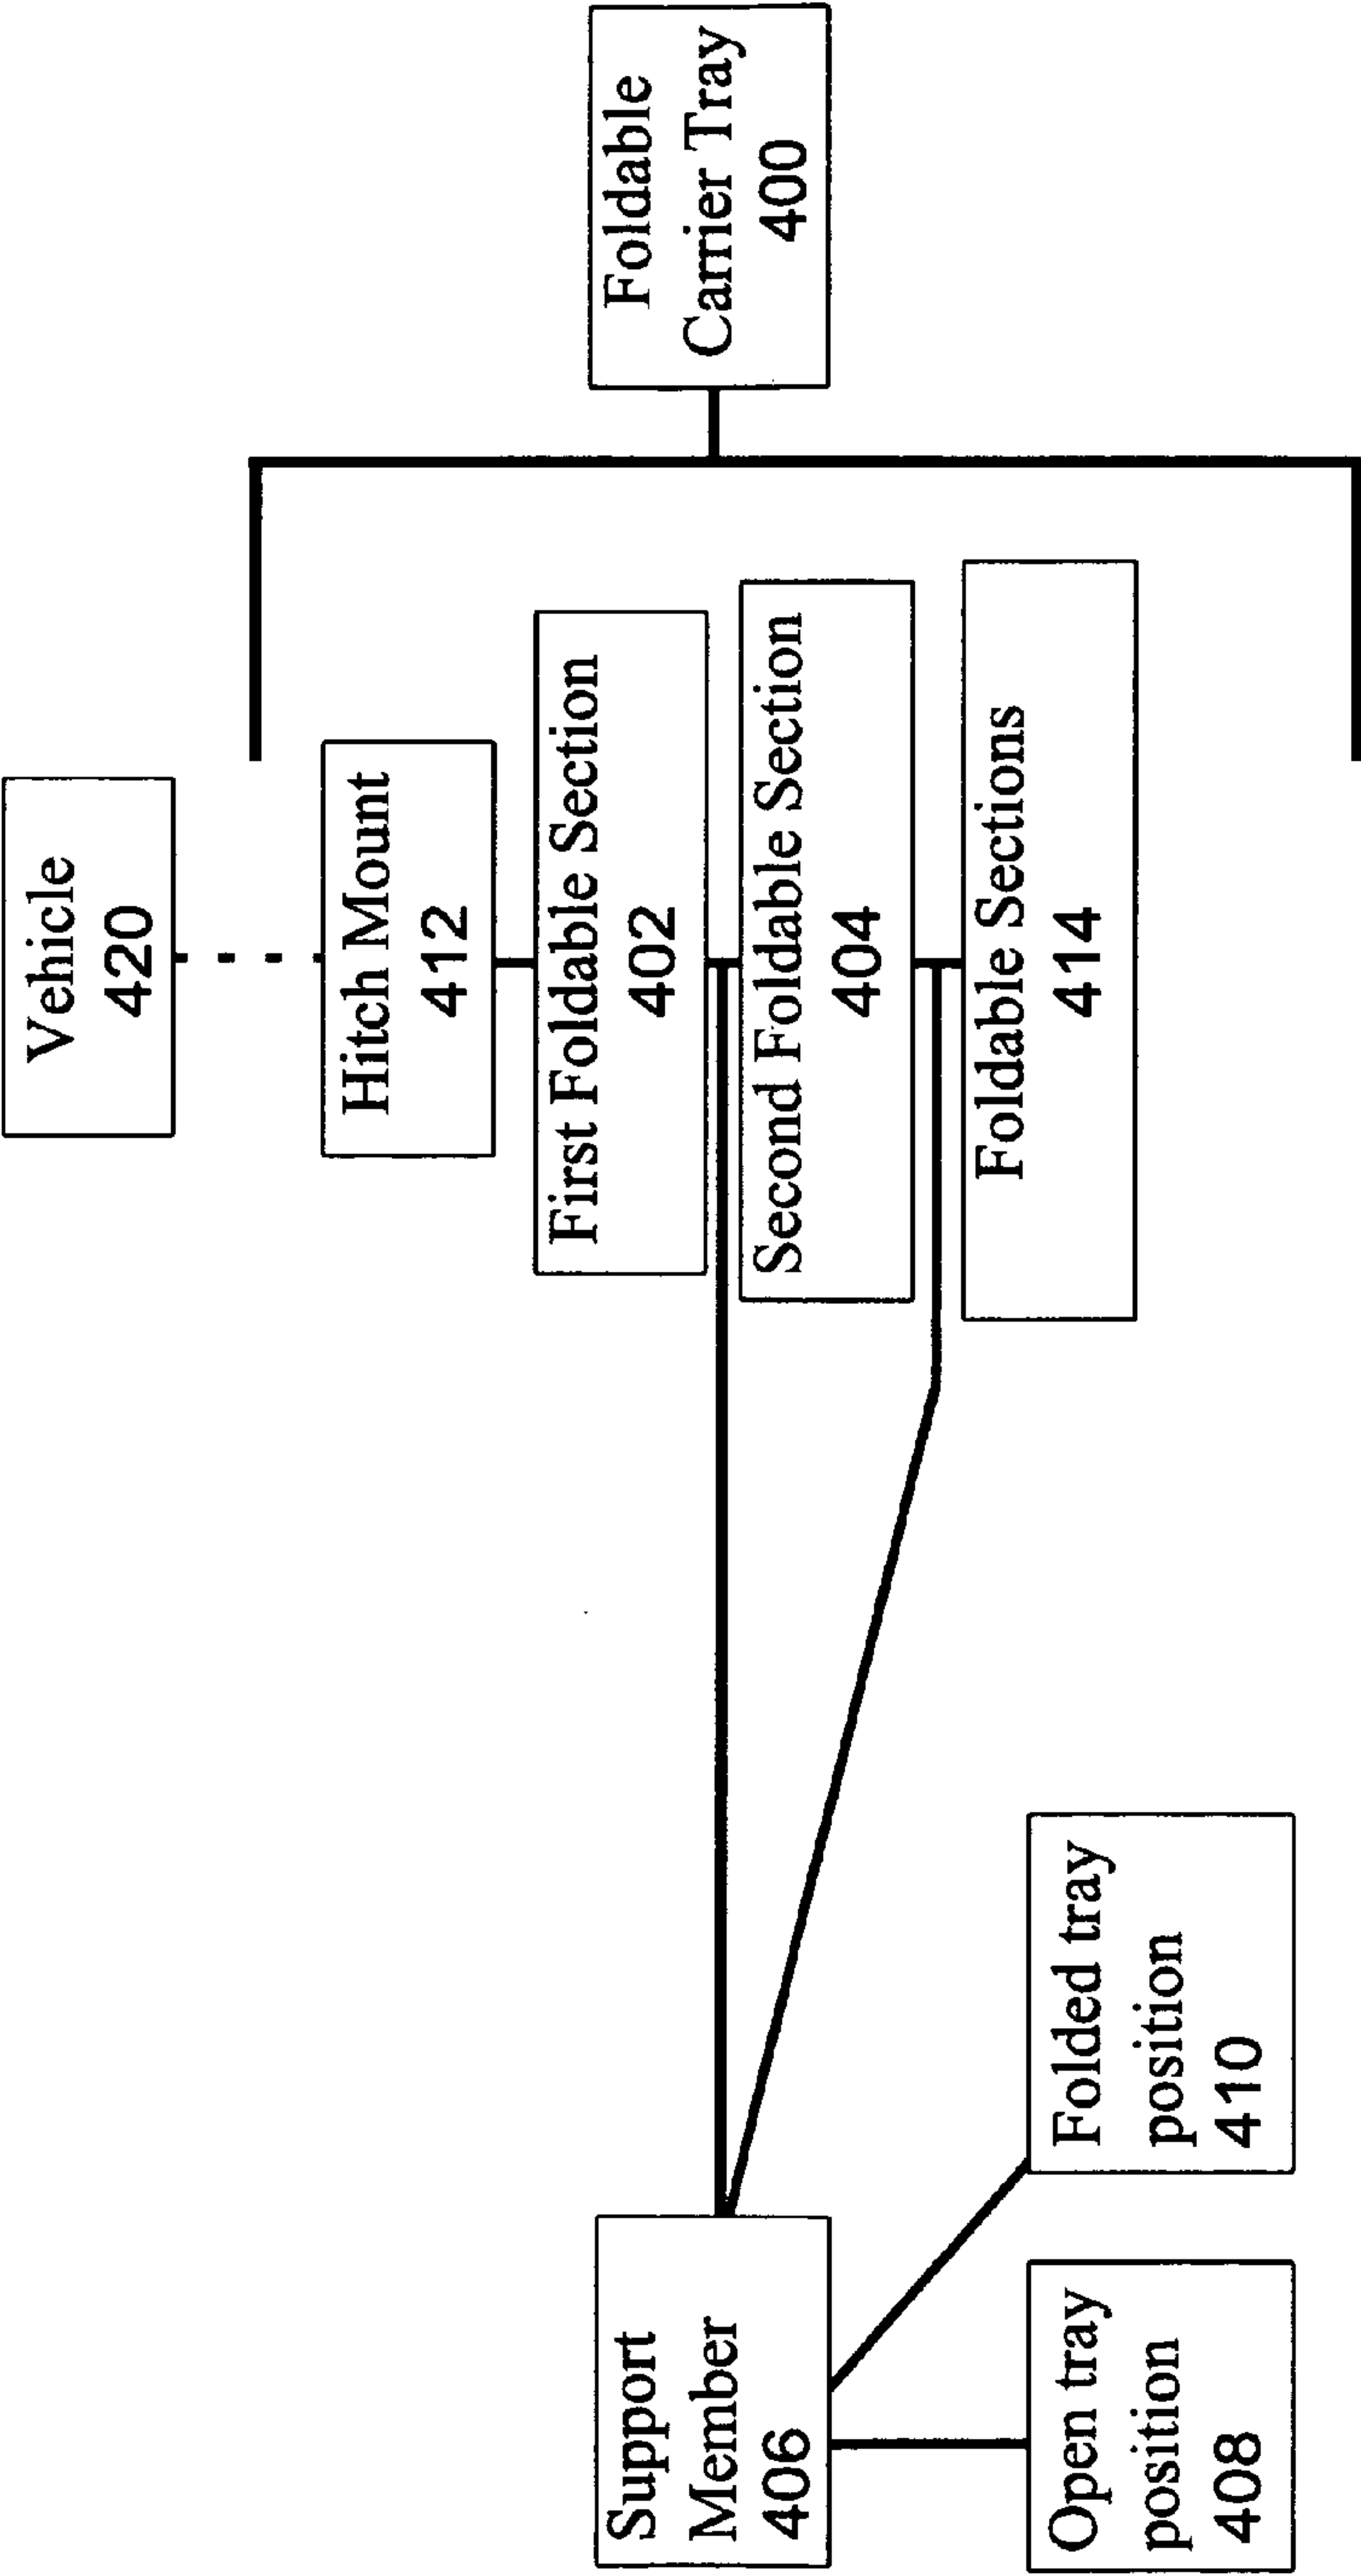 Vehicle
420
Hitch Mount
412
First Foldable Section
402
Second Foldable Section
404
Foldable Sections
414
Foldable
Carrier Tray
400
Support
Member
406
Open tray
position
408
Folded tray
position
410